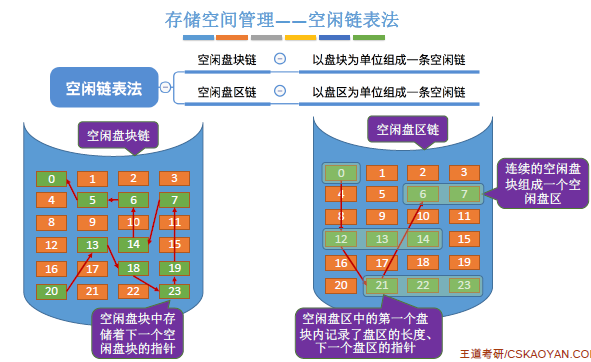 存储空间管理——空闲链表法
空闲链表法
空闲盘块链
以盘块为单位组成一条空闲链
空闲盘区链
以盘区为单位组成一条空闲链
空闲盘块链
0 1 2 3
4 5 6 7
8 9 10 11
12 13 14 15
16 17 18 19
20 21 22 23
空闲盘块中存
储着下一个空
闲盘块的指针
空闲盘区链
连续的空闲盘
块组成一个空
闲盘区
0 1 2 3
4 5 6 7
8 9 10 11
12 13 14 15
16 17 18 19
20 21 22 23
空闲盘区中的第一个盘
块内记录了盘区的长度、
下一个盘区的指针
王道考研/CSKAOYAN.COM